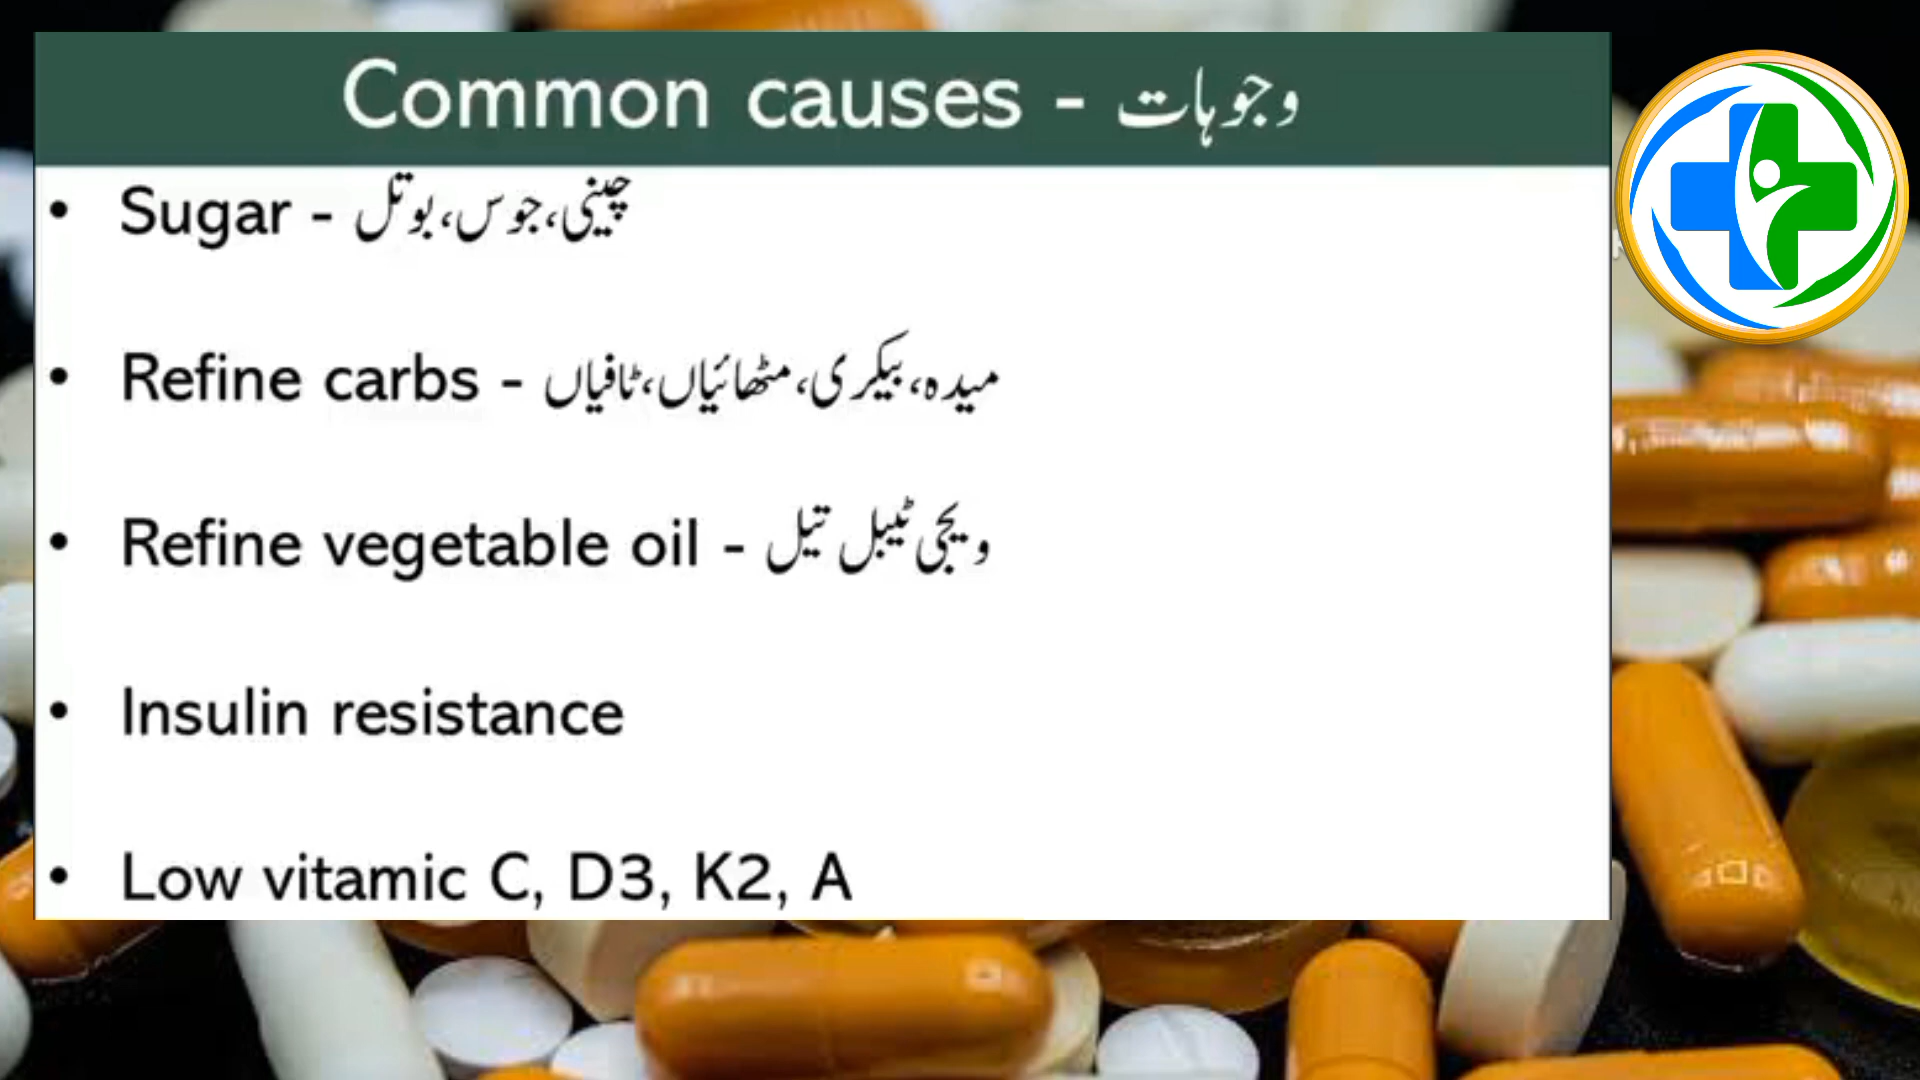 Common causes - وجوہات
• Sugar - چینی،جوس،بوتل
• Refine carbs - میدہ،بیکری،مٹھائیاں،ٹافیاں
• Refine vegetable oil - ویجی ٹیبل تیل
• Insulin resistance
• Low vitamic C, D3, K2, A